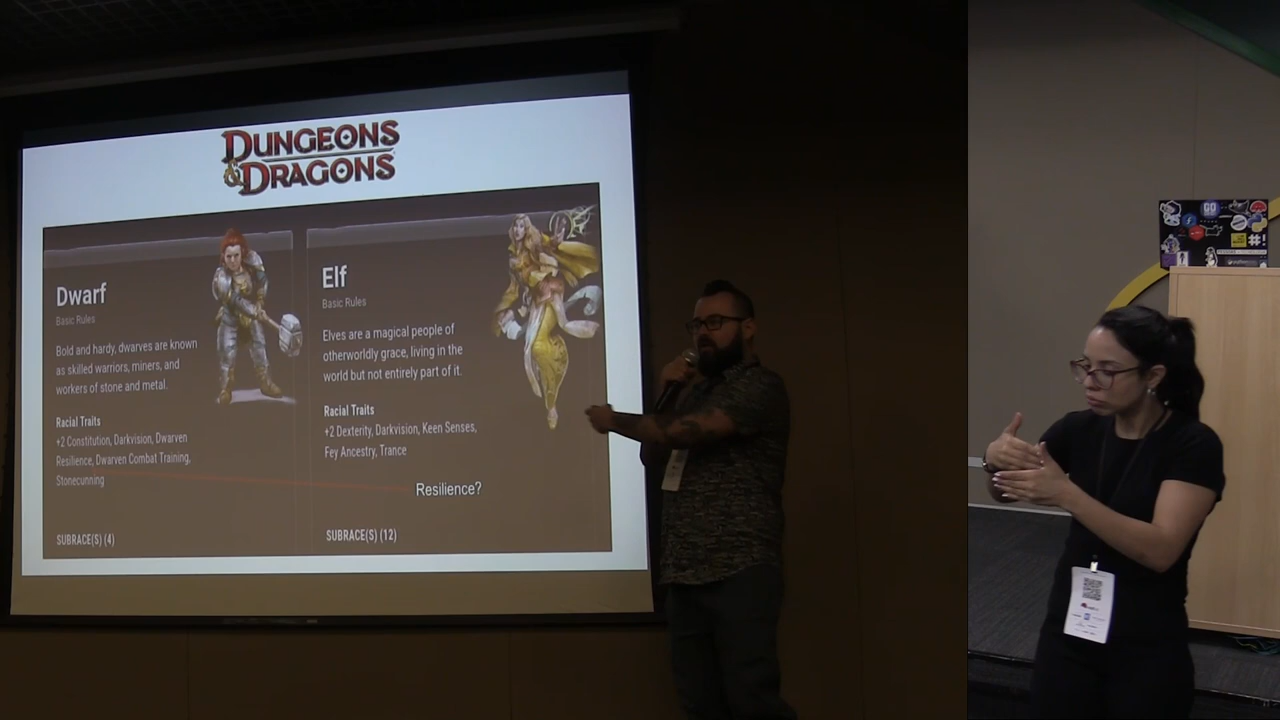 DUNGEONS
& DRAGONS
Dwarf
Basic Rules
Bold and hardy, dwarves are known
as skilled warriors, miners, and
workers of stone and metal.
Racial Traits
+2 Constitution, Darkvision, Dwarven
Resilience, Dwarven Combat Training,
Stonecunning
SUBRACE(S) (4)
Elf
Basic Rules
Elves are a magical people of
otherworldly grace, living in the
world but not entirely part of it.
Racial Traits
+2 Dexterity, Darkvision, Keen Senses,
Fey Ancestry, Trance
Resilience?
SUBRACE(S) (12)
GO
#!